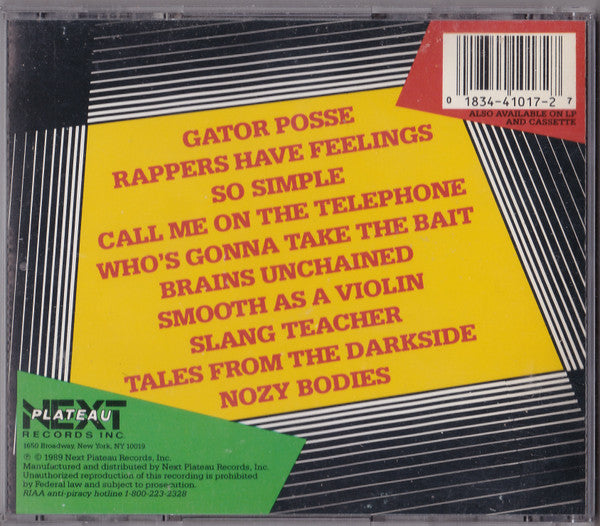 0 1834-41017-2 7
ALSO AVAILABLE ON LP
AND CASSETTE
GATOR POSSE
RAPPERS HAVE FEELINGS
SO SIMPLE
CALL ME ON THE TELEPHONE
WHO'S GONNA TAKE THE BAIT
BRAINS UNCHAINED
SMOOTH AS A VIOLIN
SLANG TEACHER
TALES FROM THE DARKSIDE
NOZY BODIES
NEXT
PLATEAU
RECORDS INC.
1650 Broadway, New York, NY 10019
℗ © 1989 Next Plateau Records, Inc.
Manufactured and distributed by Next Plateau Records, Inc.
Unauthorized reproduction of this recording is prohibited
by Federal law and subject to prosecution.
RIAA anti-piracy hotline 1-800-223-2328